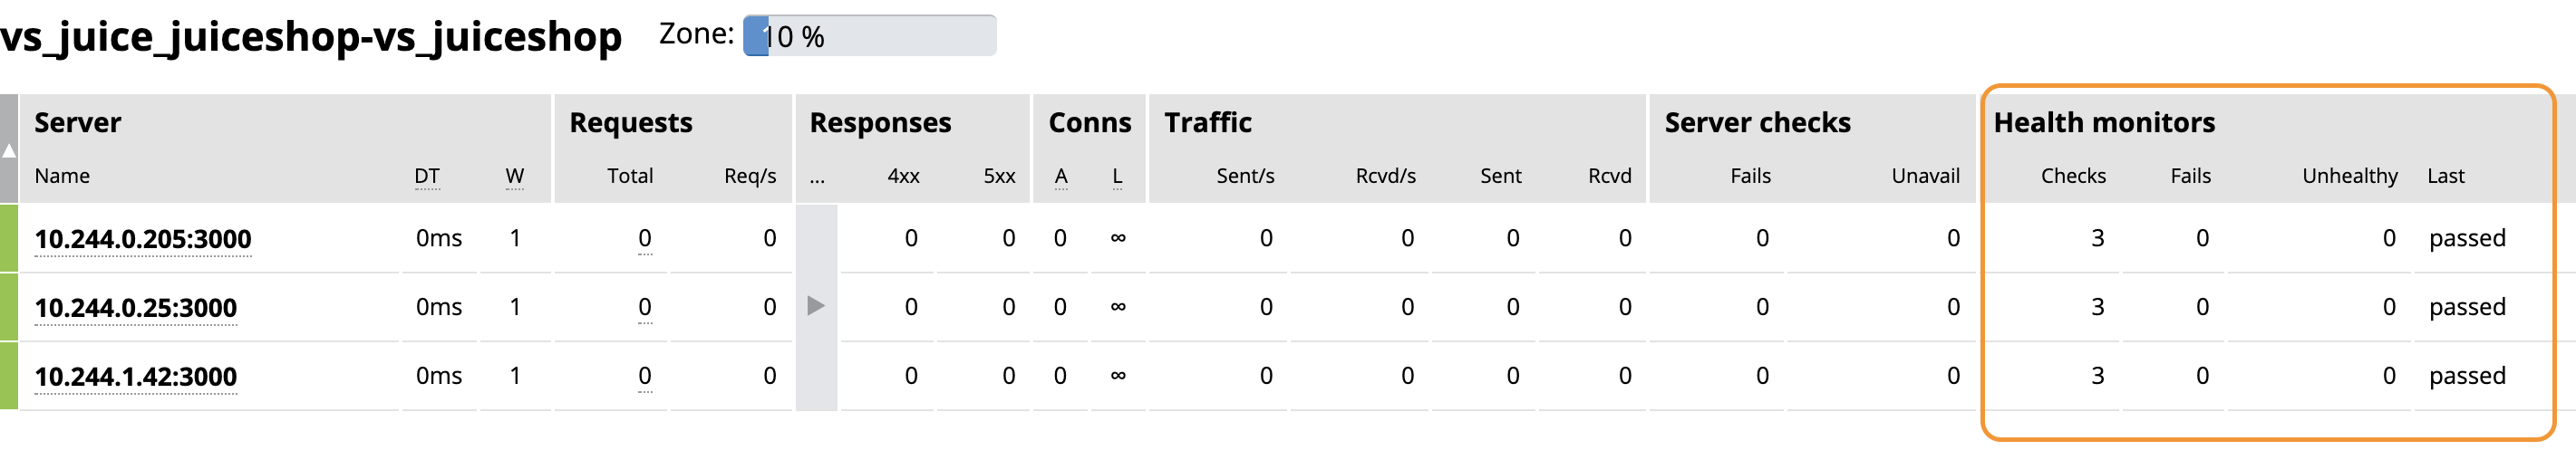 vs_juice_juiceshop-vs_juiceshop Zone: 10 %
Server Requests Responses Conns Traffic Server checks Health monitors
Name DT W Total Req/s ... 4xx 5xx A L Sent/s Rcvd/s Sent Rcvd Fails Unavail Checks Fails Unhealthy Last
10.244.0.205:3000 0ms 1 0 0 0 0 0 ∞ 0 0 0 0 0 0 3 0 0 passed
10.244.0.25:3000 0ms 1 0 0 0 0 0 ∞ 0 0 0 0 0 0 3 0 0 passed
10.244.1.42:3000 0ms 1 0 0 0 0 0 ∞ 0 0 0 0 0 0 3 0 0 passed